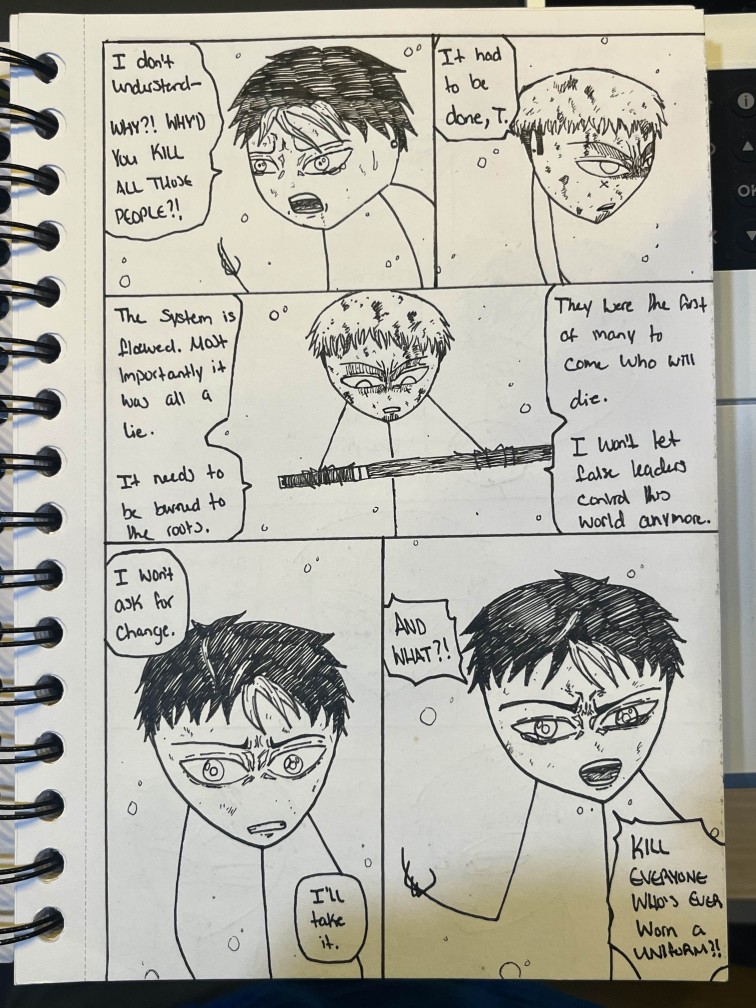 I don't
understand—
WHY?! WHY'D
YOU KILL
ALL THOSE
PEOPLE?!
It had
to be
done, T.
The system is
flawed. Most
importantly it
was all a
lie.
It needs to
be burned to
the roots.
They were the first
of many to
come who will
die.
I won't let
false leaders
control this
world anymore.
I won't
ask for
change.
I'll
take
it.
AND
WHAT?!
KILL
EVERYONE
WHO'S EVER
WORN A
UNIFORM?!